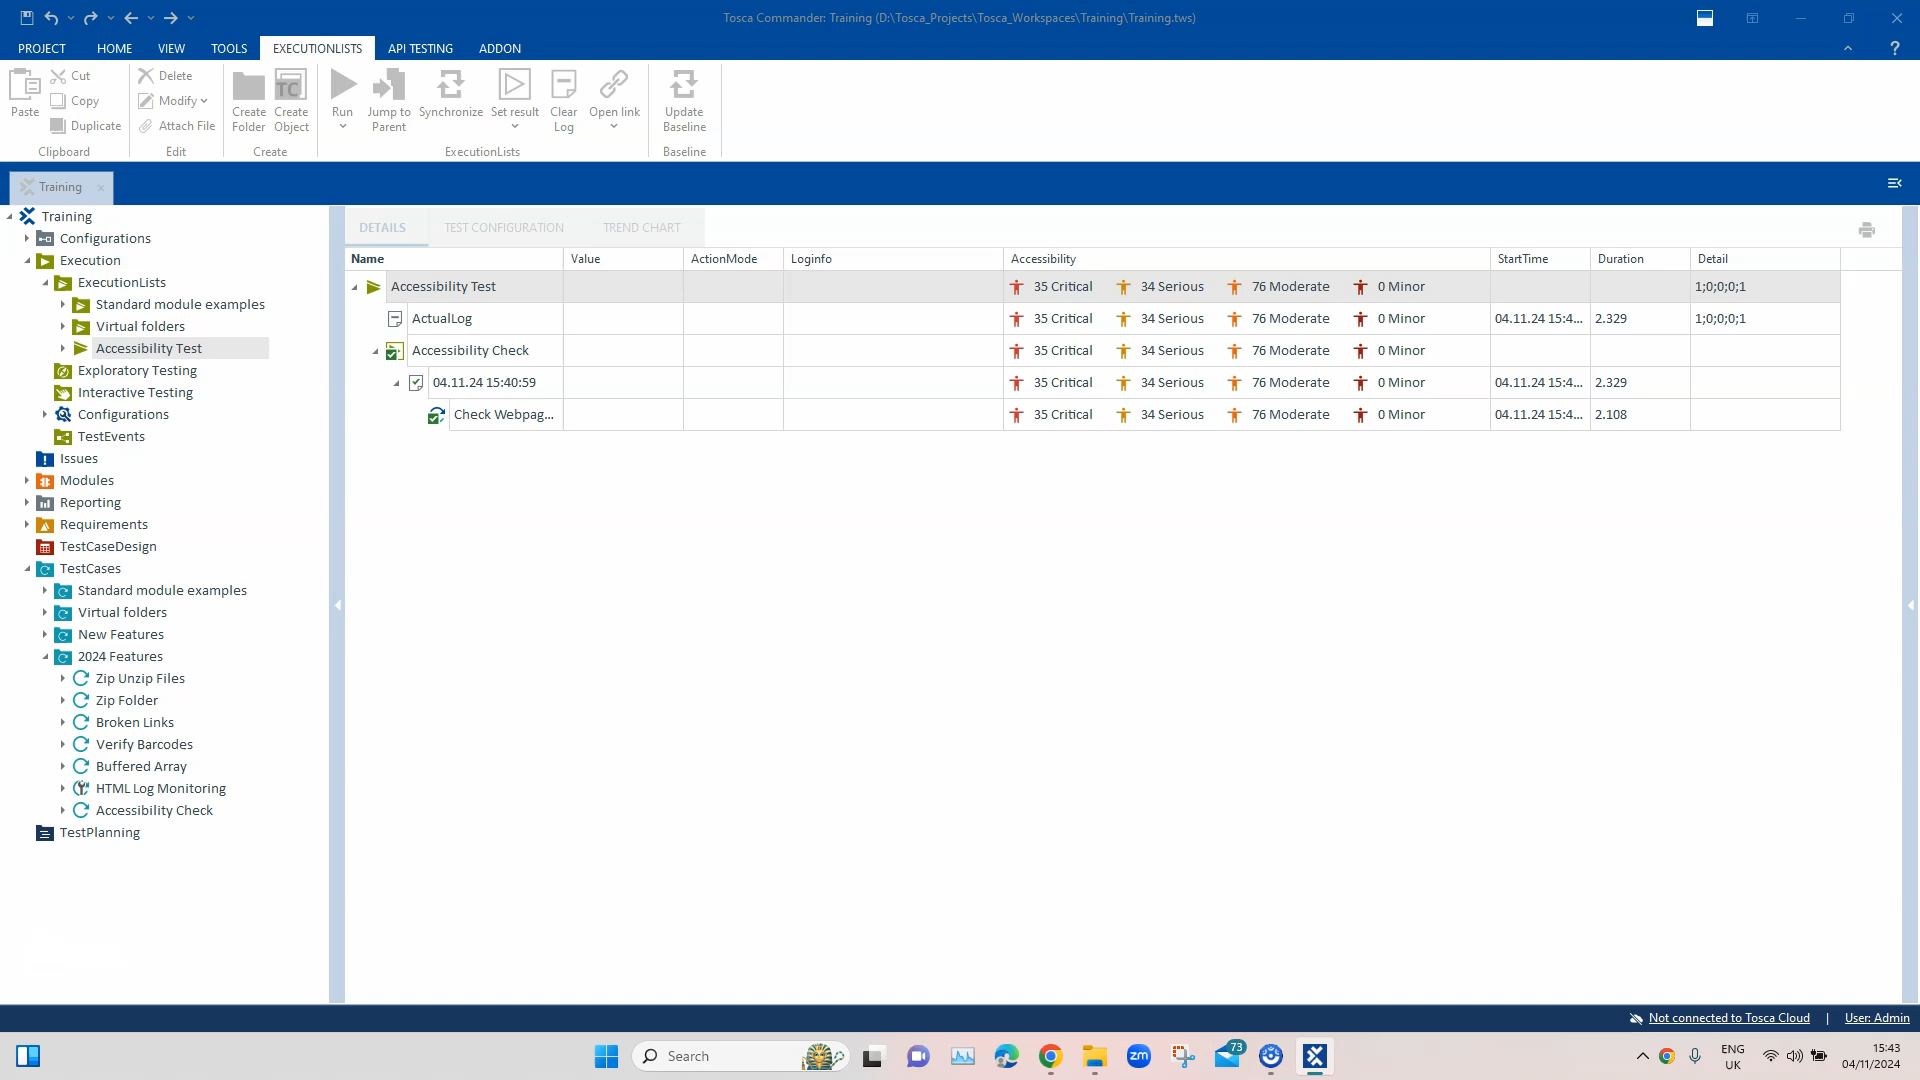 Tosca Commander: Training (D:\Tosca_Projects\Tosca_Workspaces\Training\Training.tws)
PROJECT HOME VIEW TOOLS EXECUTIONLISTS API TESTING ADDON
?
Paste
Cut
Copy
Duplicate
Clipboard
Delete
Modify
Attach File
Edit
Create Folder
TC
Create Object
Create
Run
Jump to Parent
Synchronize
Set result
Clear Log
Open link
ExecutionLists
Update Baseline
Baseline
Training
Training
Configurations
Execution
ExecutionLists
Standard module examples
Virtual folders
Accessibility Test
Exploratory Testing
Interactive Testing
Configurations
TestEvents
Issues
Modules
Reporting
Requirements
TestCaseDesign
TestCases
Standard module examples
Virtual folders
New Features
2024 Features
Zip Unzip Files
Zip Folder
Broken Links
Verify Barcodes
Buffered Array
HTML Log Monitoring
Accessibility Check
TestPlanning
DETAILS TEST CONFIGURATION TREND CHART
Name Value ActionMode Loginfo Accessibility StartTime Duration Detail
Accessibility Test 35 Critical 34 Serious 76 Moderate 0 Minor 1;0;0;0;1
ActualLog 35 Critical 34 Serious 76 Moderate 0 Minor 04.11.24 15:4... 2.329 1;0;0;0;1
Accessibility Check 35 Critical 34 Serious 76 Moderate 0 Minor
04.11.24 15:40:59 35 Critical 34 Serious 76 Moderate 0 Minor 04.11.24 15:4... 2.329
Check Webpag... 35 Critical 34 Serious 76 Moderate 0 Minor 04.11.24 15:4... 2.108
Not connected to Tosca Cloud | User: Admin
Search
zm
73
ENG
UK
15:43
04/11/2024